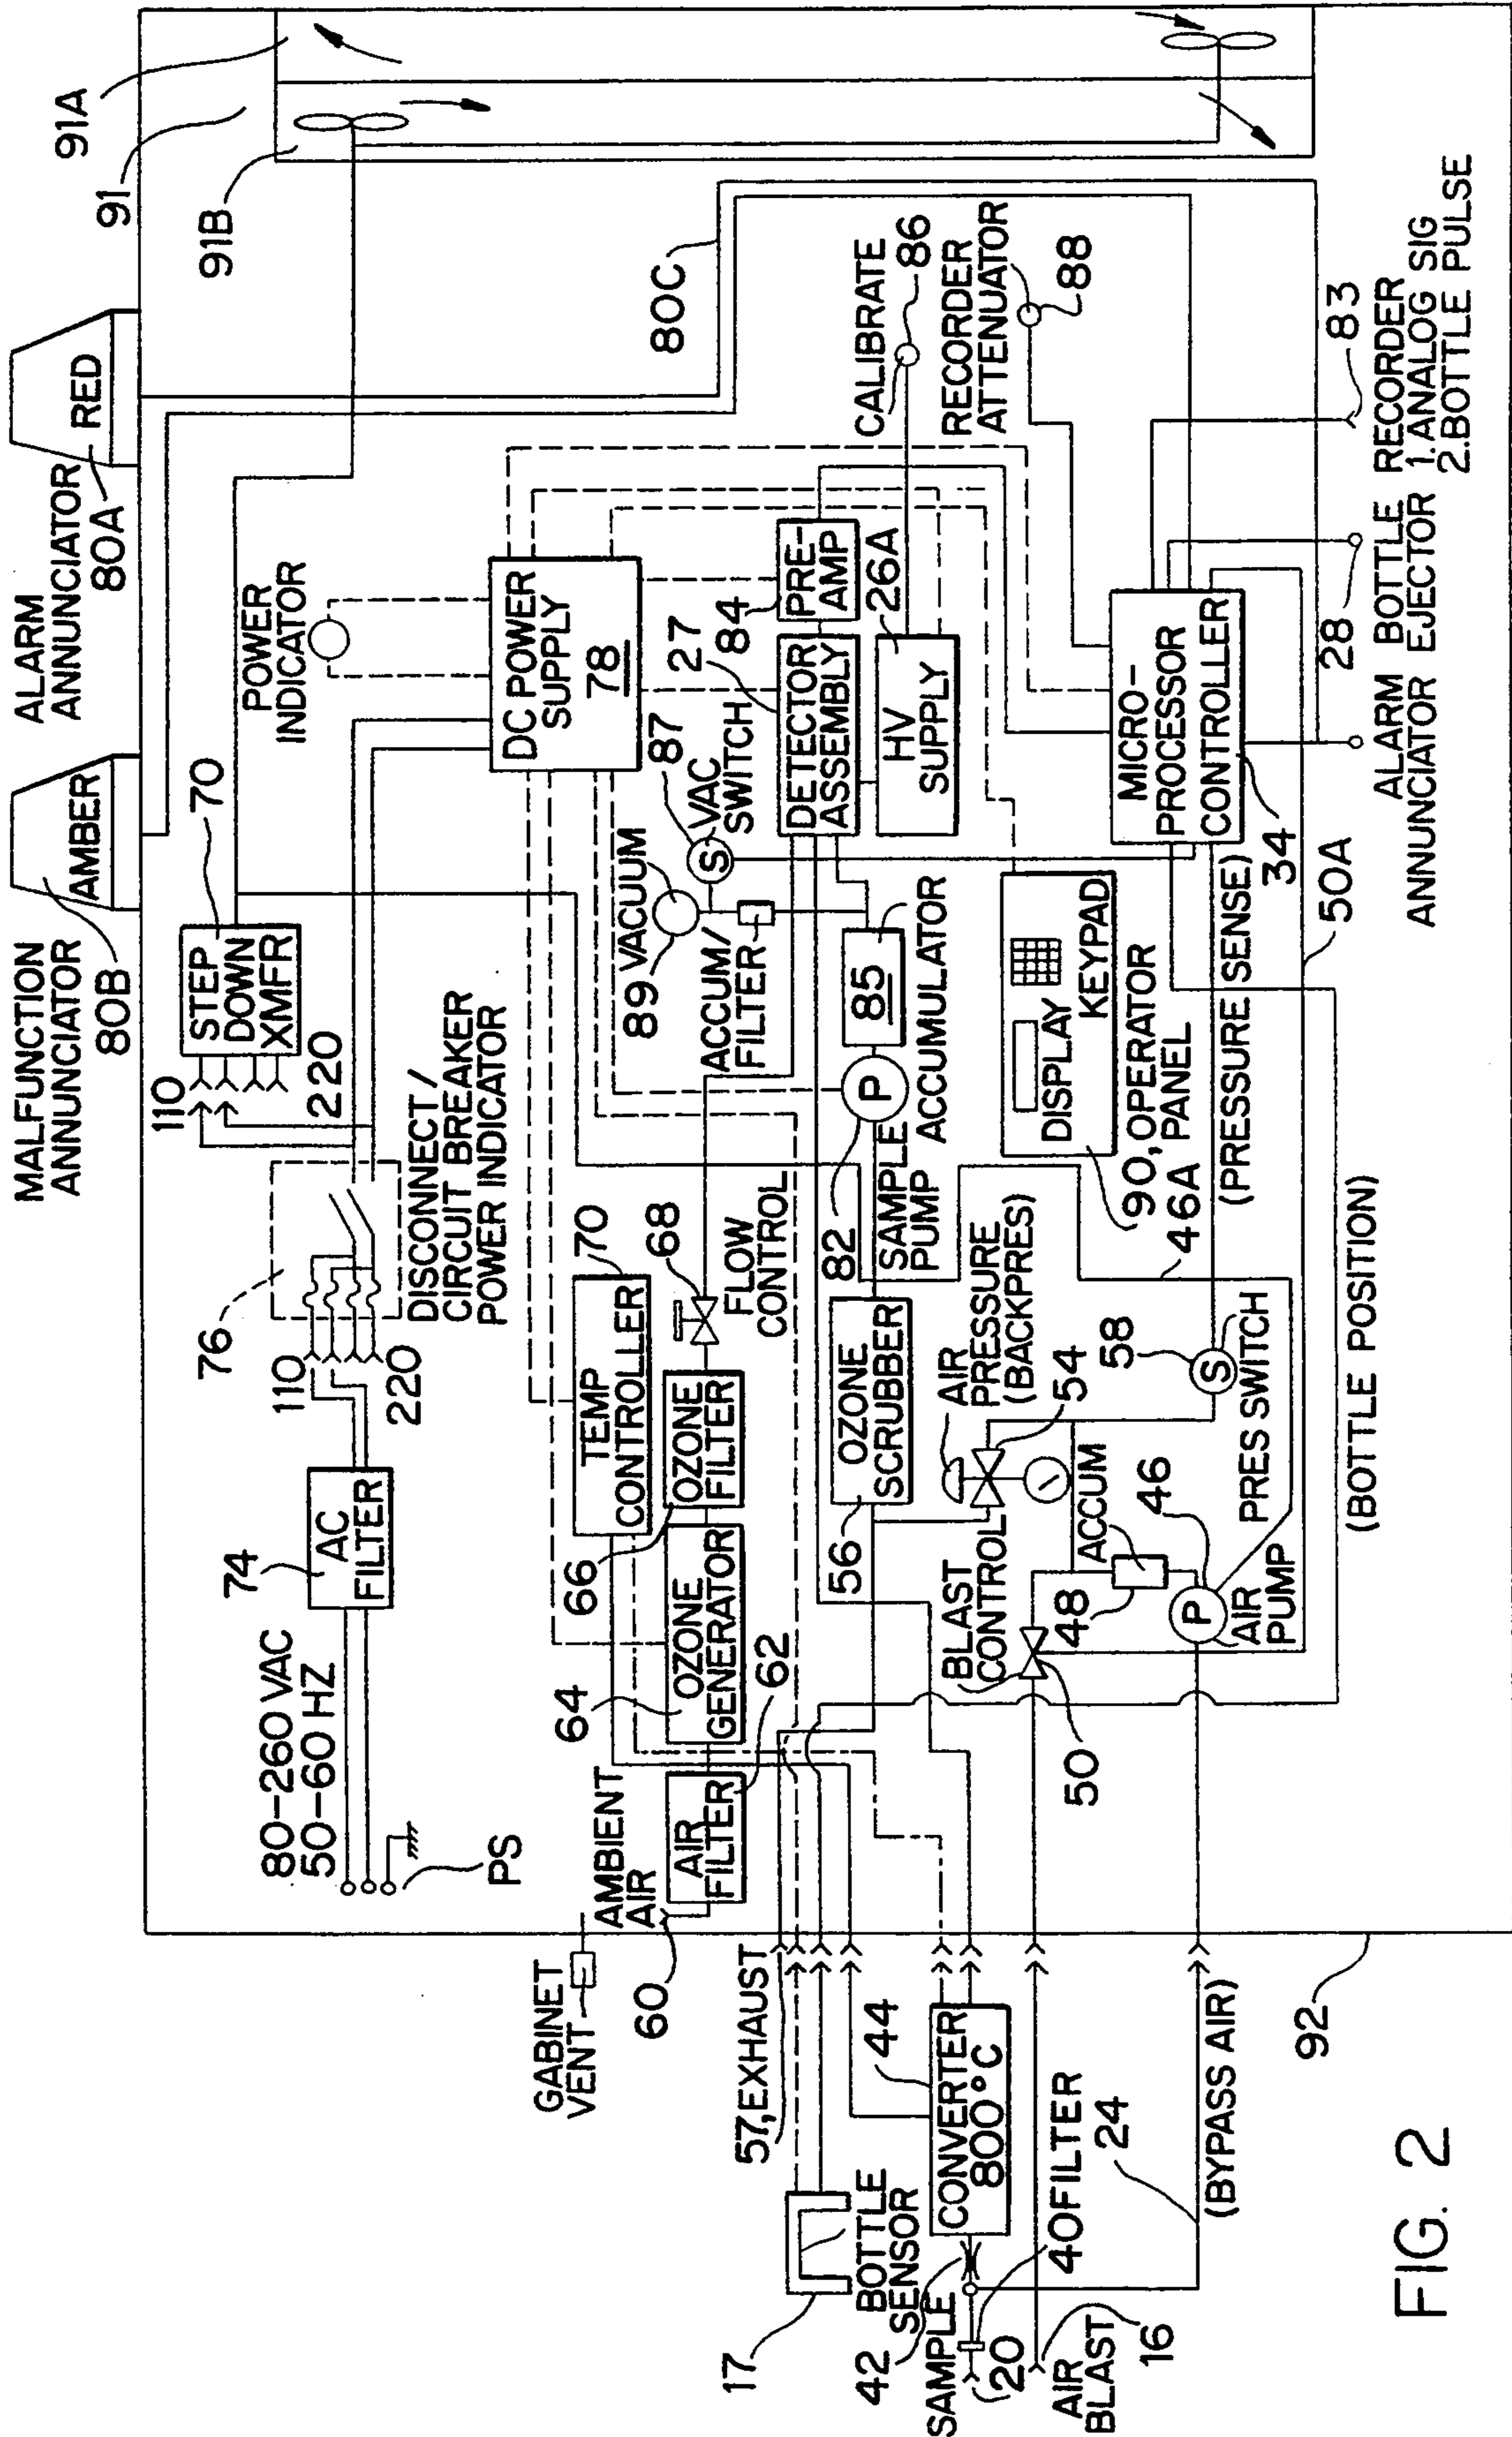 MALFUNCTION
ANNUNCIATOR
80B
AMBER
ALARM
ANNUNCIATOR
80A
RED
91
91A
91B
80C
110
STEP
DOWN
XMFR
70
220
POWER
INDICATOR
80-260 VAC
50-60 HZ
PS
74
AC
FILTER
110
220
76
DISCONNECT/
CIRCUIT BREAKER
POWER INDICATOR
DC POWER
SUPPLY
78
GABINET
VENT
AMBIENT
AIR
60
AIR
FILTER
62
64
OZONE
GENERATOR
66
OZONE
FILTER
TEMP
CONTROLLER
70
68
FLOW
CONTROL
89
VACUUM
87
VAC
SWITCH
ACCUM/
FILTER
27
DETECTOR
ASSEMBLY
84
PRE-
AMP
26A
HV
SUPPLY
CALIBRATE
86
RECORDER
ATTENUATOR
88
57, EXHAUST
17
BOTTLE
SENSOR
56
OZONE
SCRUBBER
82
SAMPLE
PUMP
P
85
ACCUMULATOR
S
44
CONVERTER
800°C
42
SAMPLE
20
40 FILTER
AIR
BLAST
16
24
(BYPASS AIR)
BLAST
CONTROL
50
AIR
PRESSURE
(BACKPRES)
54
ACCUM
48
46
P
AIR
PUMP
58
S
PRES SWITCH
46A
DISPLAY
KEYPAD
90, OPERATOR
PANEL
(PRESSURE SENSE)
MICRO-
PROCESSOR
CONTROLLER
34
50A
(BOTTLE POSITION)
28
83
ALARM
ANNUNCIATOR
BOTTLE
EJECTOR
RECORDER
1. ANALOG SIG
2. BOTTLE PULSE
92
FIG. 2